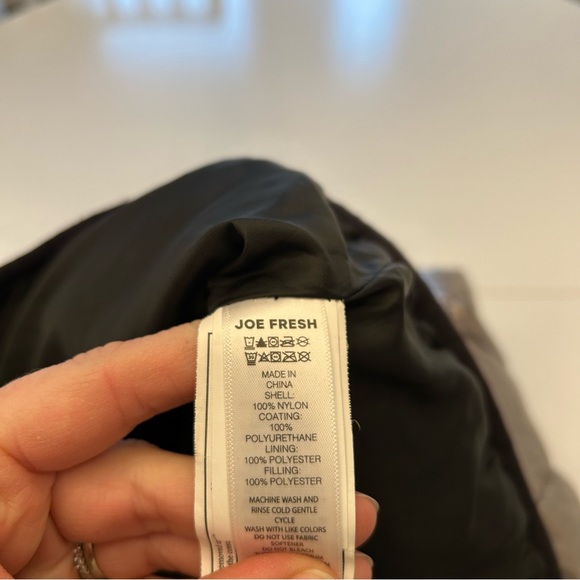 JOE FRESH
MADE IN
CHINA
SHELL:
100% NYLON
COATING:
100%
POLYURETHANE
LINING:
100% POLYESTER
FILLING:
100% POLYESTER
MACHINE WASH AND
RINSE COLD GENTLE
CYCLE
WASH WITH LIKE COLORS
DO NOT USE FABRIC
SOFTENER
DO NOT BLEACH